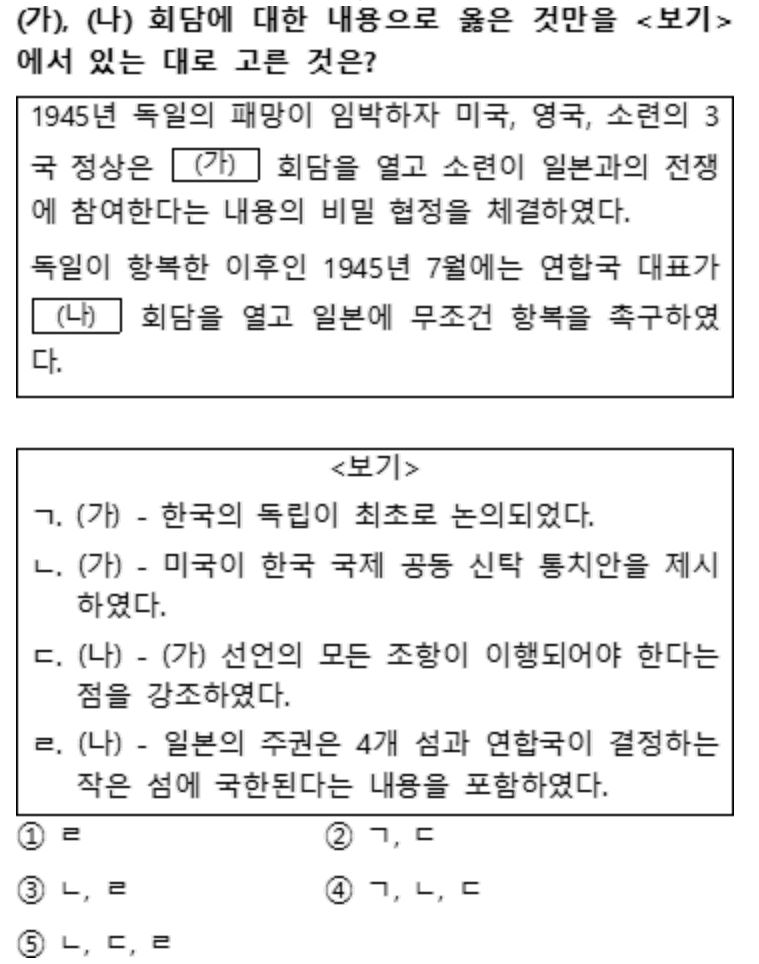 (가), (나) 회담에 대한 내용으로 옳은 것만을 <보기>
에서 있는 대로 고른 것은?
1945년 독일의 패망이 임박하자 미국, 영국, 소련의 3
국 정상은 (가) 회담을 열고 소련이 일본과의 전쟁
에 참여한다는 내용의 비밀 협정을 체결하였다.
독일이 항복한 이후인 1945년 7월에는 연합국 대표가
(나) 회담을 열고 일본에 무조건 항복을 촉구하였
다.
<보기>
ㄱ. (가) - 한국의 독립이 최초로 논의되었다.
ㄴ. (가) - 미국이 한국 국제 공동 신탁 통치안을 제시
하였다.
ㄷ. (나) - (가) 선언의 모든 조항이 이행되어야 한다는
점을 강조하였다.
ㄹ. (나) - 일본의 주권은 4개 섬과 연합국이 결정하는
작은 섬에 국한된다는 내용을 포함하였다.
① ㄹ ② ㄱ, ㄷ
③ ㄴ, ㄹ ④ ㄱ, ㄴ, ㄷ
⑤ ㄴ, ㄷ, ㄹ